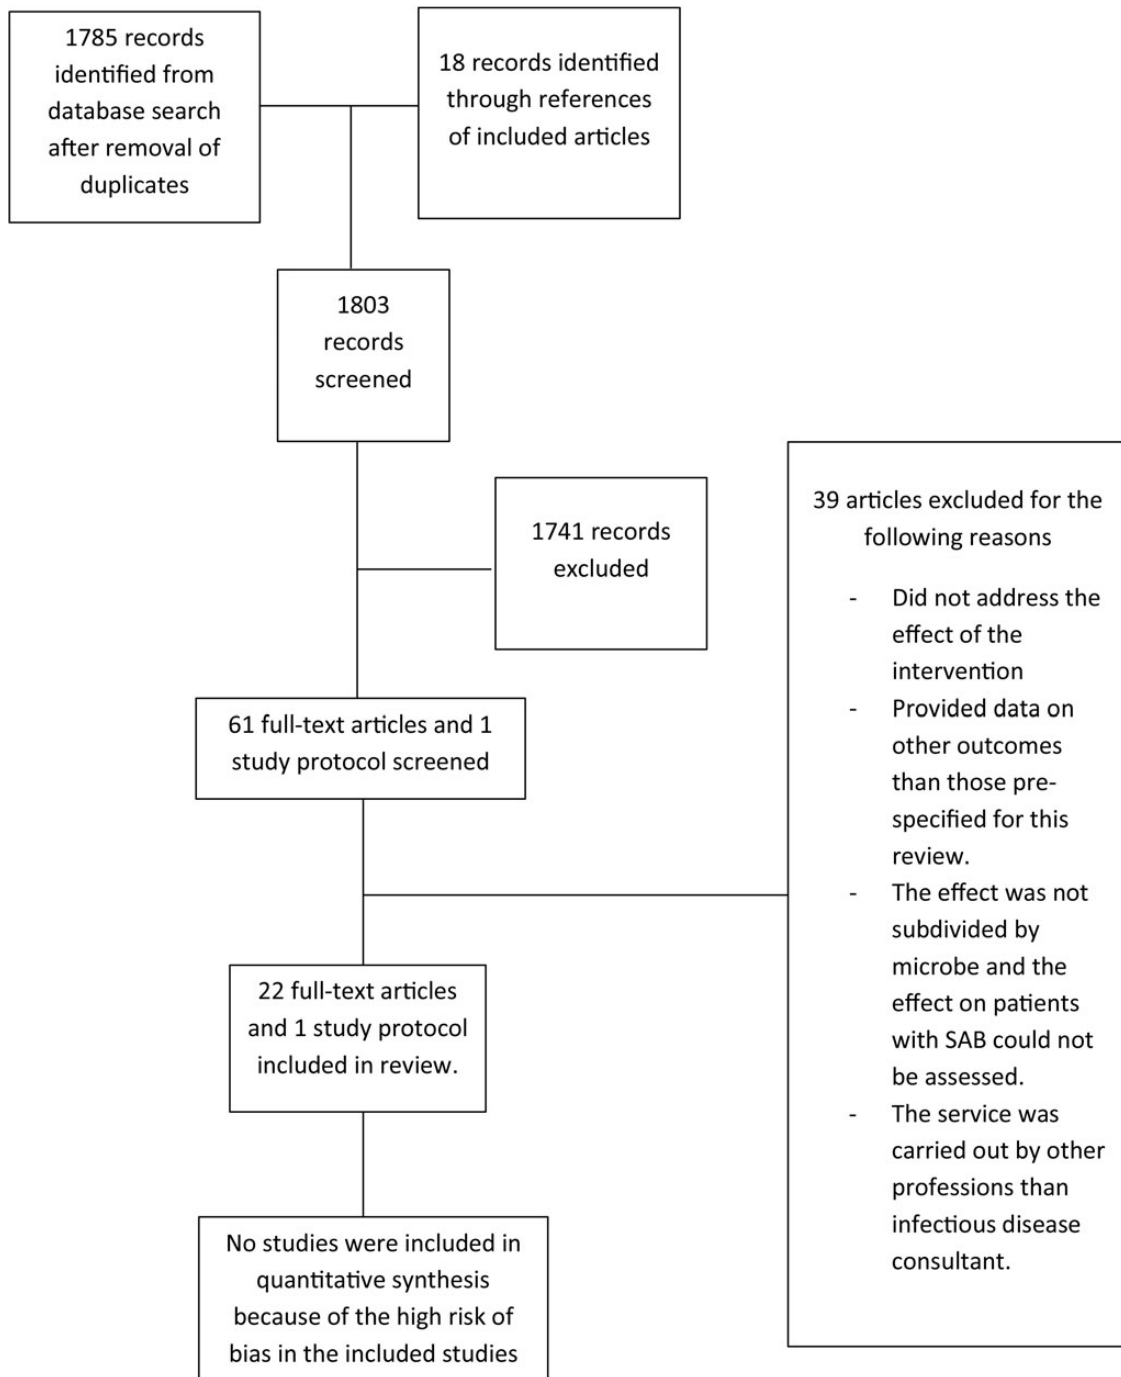 1785 records
identified from
database search
after removal of
duplicates
18 records identified
through references
of included articles
1803
records
screened
1741 records
excluded
39 articles excluded for the
following reasons
- Did not address the
effect of the
intervention
- Provided data on
other outcomes
than those pre-
specified for this
review.
- The effect was not
subdivided by
microbe and the
effect on patients
with SAB could not
be assessed.
- The service was
carried out by other
professions than
infectious disease
consultant.
61 full-text articles and 1
study protocol screened
22 full-text articles
and 1 study protocol
included in review.
No studies were included in
quantitative synthesis
because of the high risk of
bias in the included studies